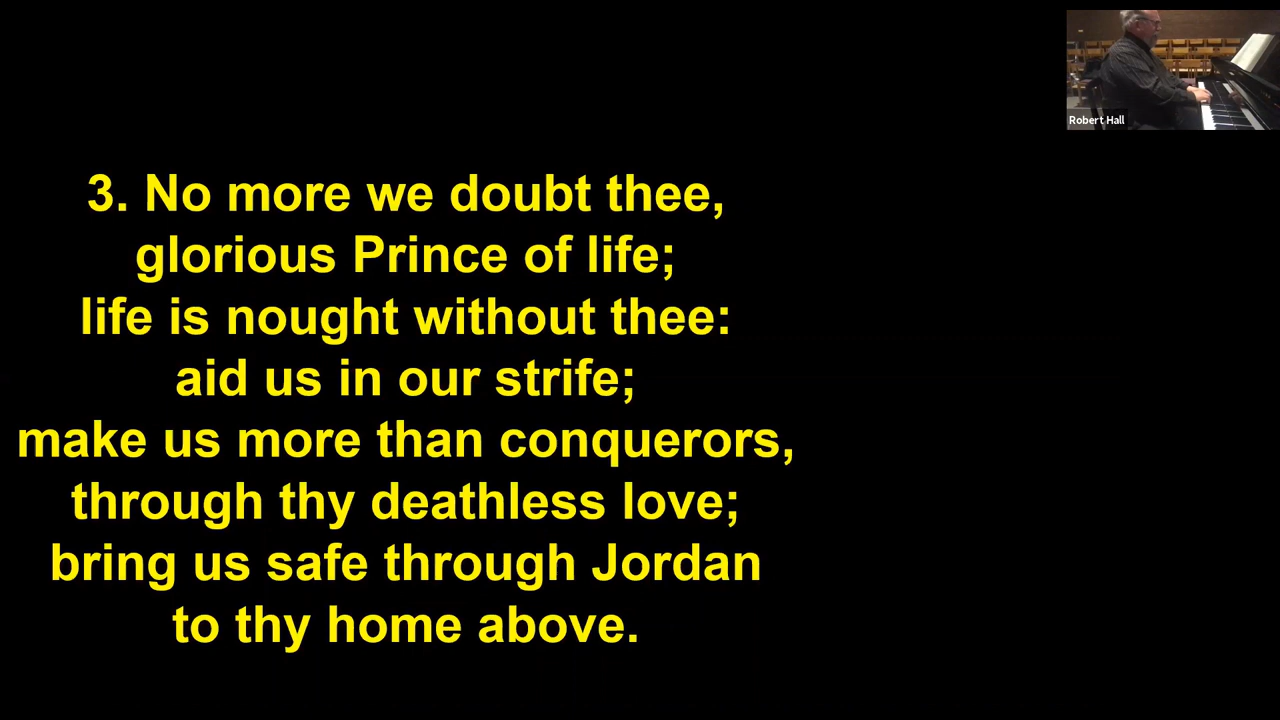 Robert Hall
3. No more we doubt thee,
glorious Prince of life;
life is nought without thee:
aid us in our strife;
make us more than conquerors,
through thy deathless love;
bring us safe through Jordan
to thy home above.